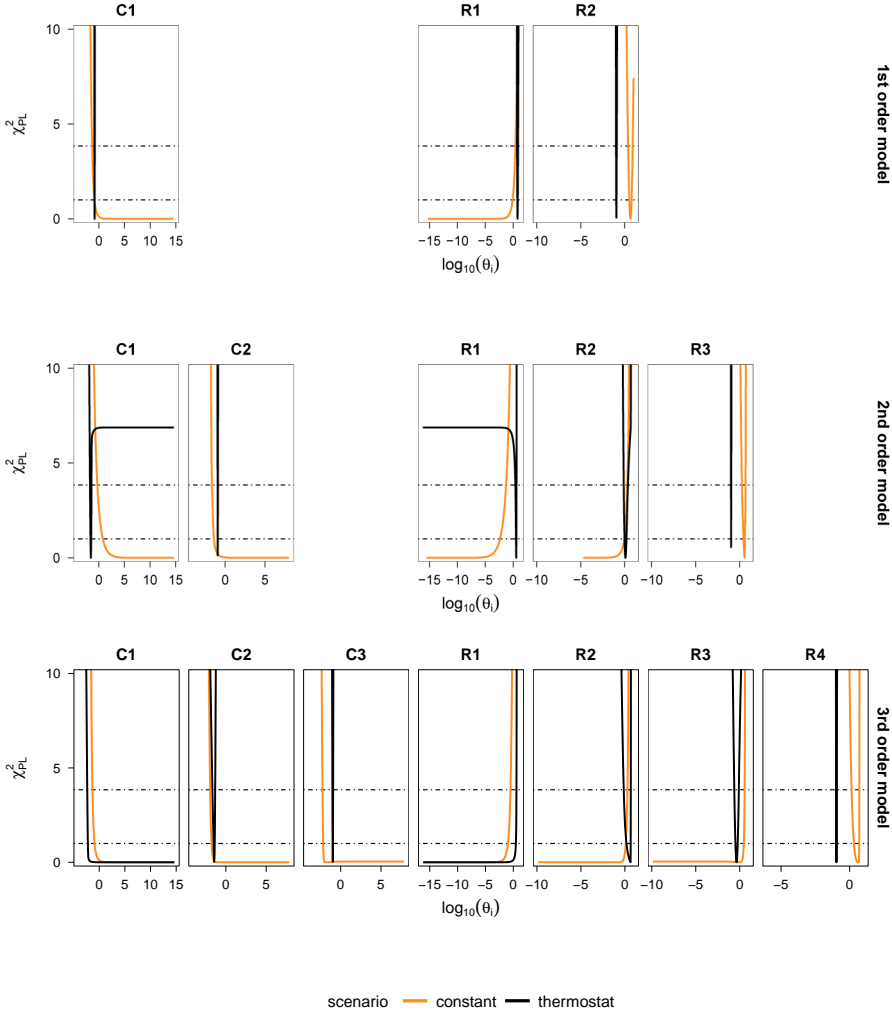 C1 R1 R2
10
5
0
χ²PL
0 5 10 15 −15 −10 −5 0 −10 −5 0
log₁₀(θᵢ)
1st order model
C1 C2 R1 R2 R3
10
5
0
χ²PL
0 5 10 15 0 5 −15 −10 −5 0 −10 −5 0 −10 −5 0
log₁₀(θᵢ)
2nd order model
C1 C2 C3 R1 R2 R3 R4
10
5
0
χ²PL
0 5 10 15 0 5 0 5 −15 −10 −5 0 −10 −5 0 −10 −5 0 −5 0
log₁₀(θᵢ)
3rd order model
scenario constant thermostat